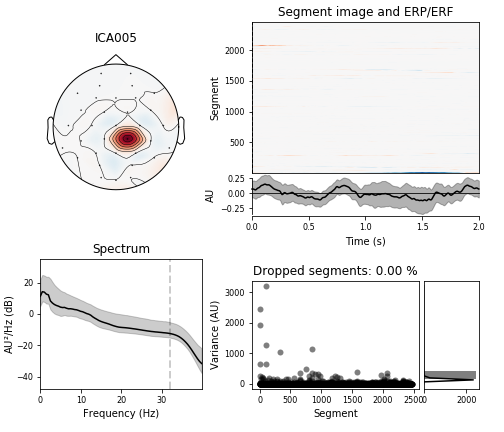 ICA005
Segment image and ERP/ERF
Segment
2000
1500
1000
500
AU
0.25
0.00
−0.25
0.0 0.5 1.0 1.5 2.0
Time (s)
Spectrum
AU²/Hz (dB)
20
0
−20
−40
0 10 20 30
Frequency (Hz)
Dropped segments: 0.00 %
Variance (AU)
3000
2000
1000
0
0 500 1000 1500 2000 2500
Segment
0 2000